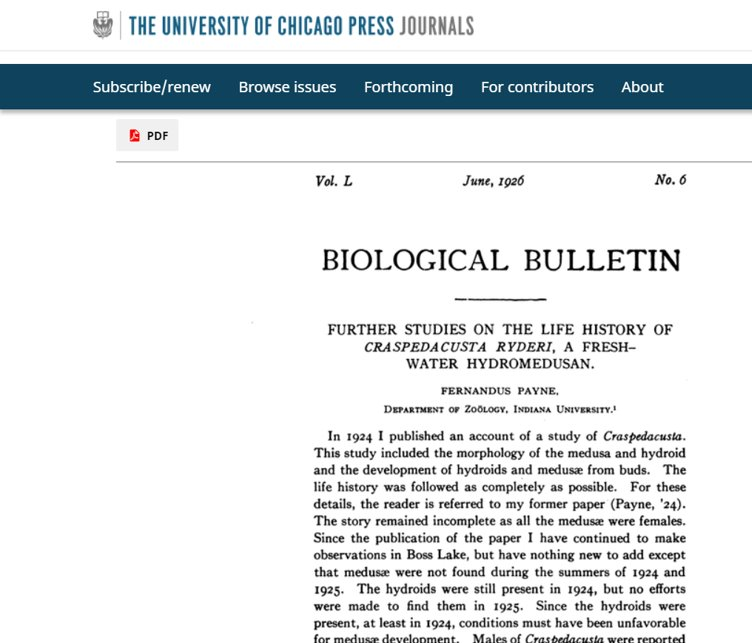 THE UNIVERSITY OF CHICAGO PRESS JOURNALS
Subscribe/renew Browse issues Forthcoming For contributors About
PDF
Vol. L June, 1926 No. 6
BIOLOGICAL BULLETIN
FURTHER STUDIES ON THE LIFE HISTORY OF
CRASPEDACUSTA RYDERI, A FRESH-
WATER HYDROMEDUSAN.
FERNANDUS PAYNE,
DEPARTMENT OF ZOÖLOGY, INDIANA UNIVERSITY.¹
In 1924 I published an account of a study of Craspedacusta.
This study included the morphology of the medusa and hydroid
and the development of hydroids and medusæ from buds. The
life history was followed as completely as possible. For these
details, the reader is referred to my former paper (Payne, '24).
The story remained incomplete as all the medusæ were females.
Since the publication of the paper I have continued to make
observations in Boss Lake, but have nothing new to add except
that medusæ were not found during the summers of 1924 and
1925. The hydroids were still present in 1924, but no efforts
were made to find them in 1925. Since the hydroids were
present, at least in 1924, conditions must have been unfavorable
for medusæ development. Males of Craspedacusta were reported